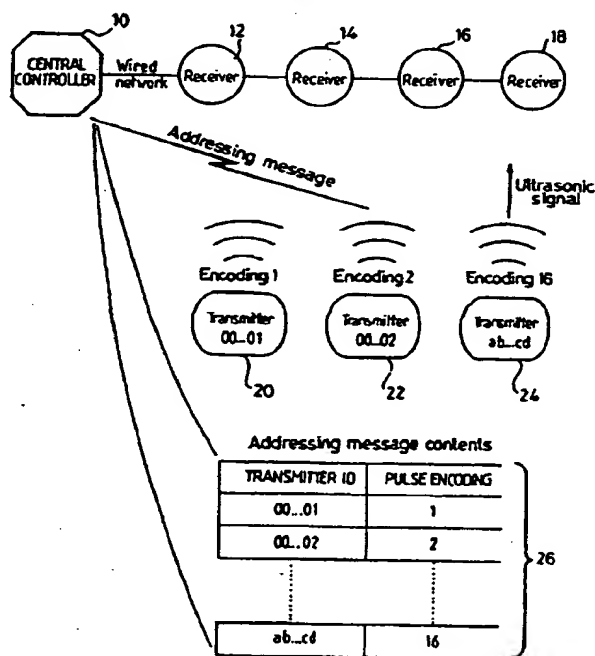 10
12
14
16
18
CENTRAL
CONTROLLER
Wired
network
Receiver
Receiver
Receiver
Receiver
Addressing message
Ultrasonic
signal
Encoding 1
Encoding 2
Encoding 16
Transmitter
00...01
Transmitter
00...02
Transmitter
ab...cd
20
22
24
Addressing message contents
TRANSMITTER ID PULSE ENCODING
00...01 1
00...02 2
26
ab...cd 16